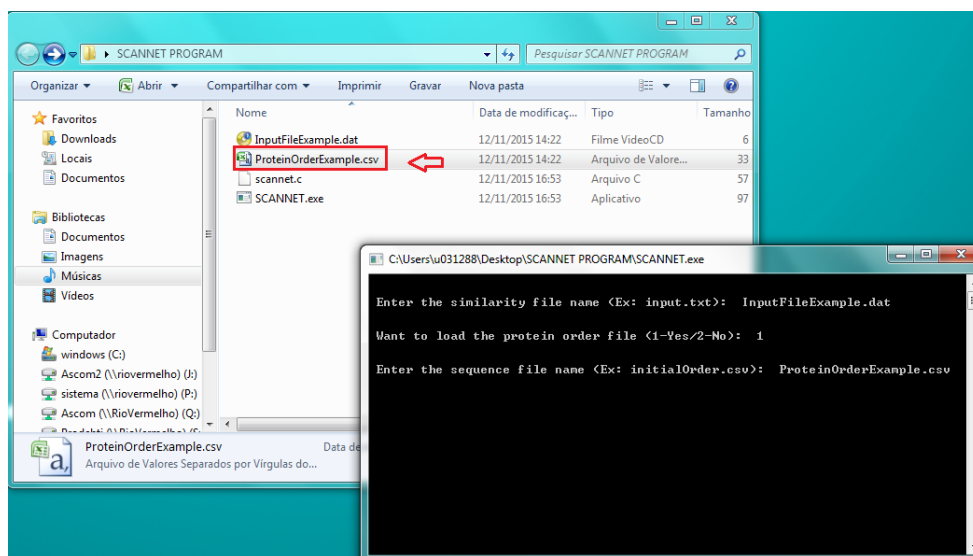 SCANNET PROGRAM
Pesquisar SCANNET PROGRAM
Organizar Abrir Compartilhar com Imprimir Gravar Nova pasta
Favoritos
Downloads
Locais
Documentos
Bibliotecas
Documentos
Imagens
Músicas
Vídeos
Computador
windows (C:)
Ascom2 (\\riovermelho) (J:)
sistema (\\riovermelho) (P:)
Ascom (\\RioVermelho) (Q:)
Nome Data de modificaç... Tipo Tamanho
InputFileExample.dat 12/11/2015 14:22 Filme VideoCD 6
ProteinOrderExample.csv 12/11/2015 14:22 Arquivo de Valore... 33
scannet.c 12/11/2015 16:53 Arquivo C 57
SCANNET.exe 12/11/2015 16:53 Aplicativo 97
ProteinOrderExample.csv Data de
Arquivo de Valores Separados por Vírgulas do...
a,
C:\Users\u031288\Desktop\SCANNET PROGRAM\SCANNET.exe
Enter the similarity file name (Ex: input.txt): InputFileExample.dat
Want to load the protein order file (1-Yes/2-No): 1
Enter the sequence file name (Ex: initialOrder.csv): ProteinOrderExample.csv